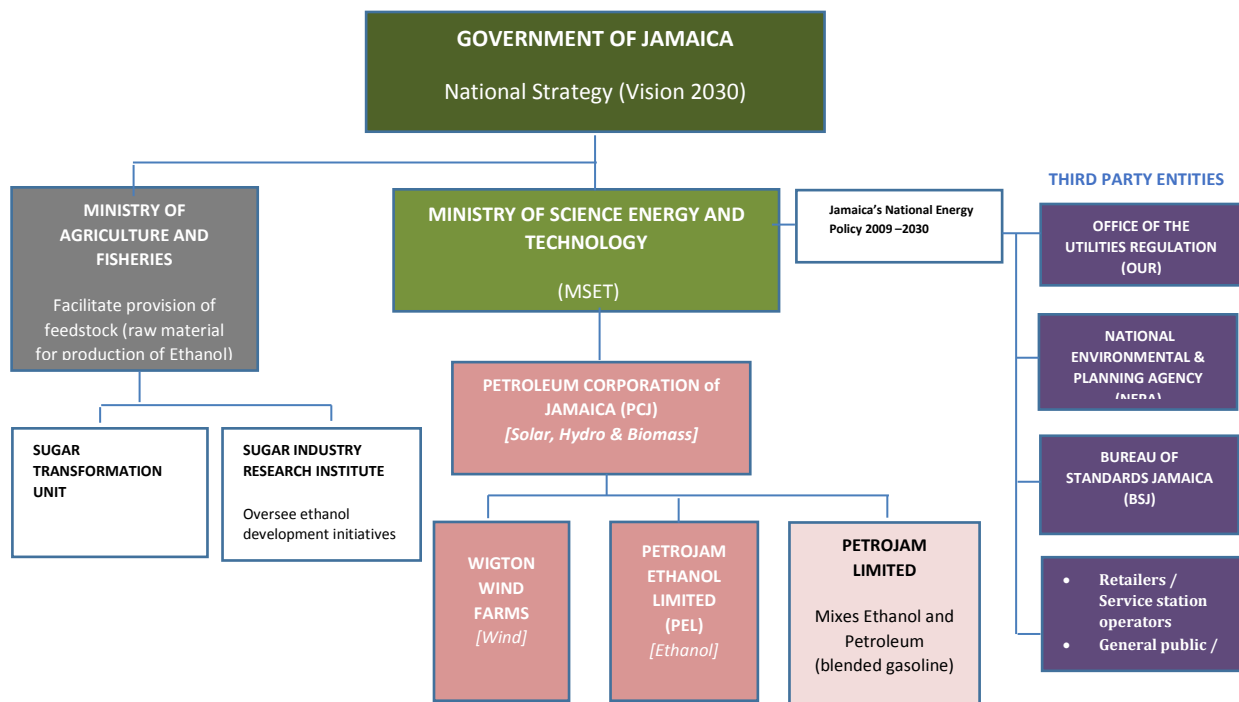 GOVERNMENT OF JAMAICA
National Strategy (Vision 2030)
MINISTRY OF
AGRICULTURE AND
FISHERIES
Facilitate provision of
feedstock (raw material
for production of Ethanol)
MINISTRY OF SCIENCE ENERGY AND
TECHNOLOGY
(MSET)
Jamaica's National Energy
Policy 2009 –2030
THIRD PARTY ENTITIES
OFFICE OF THE
UTILITIES REGULATION
(OUR)
NATIONAL
ENVIRONMENTAL &
PLANNING AGENCY
(NEPA)
BUREAU OF
STANDARDS JAMAICA
(BSJ)
• Retailers /
Service station
operators
• General public /
SUGAR
TRANSFORMATION
UNIT
SUGAR INDUSTRY
RESEARCH INSTITUTE
Oversee ethanol
development initiatives
PETROLEUM CORPORATION of
JAMAICA (PCJ)
[Solar, Hydro & Biomass]
WIGTON
WIND
FARMS
[Wind]
PETROJAM
ETHANOL
LIMITED
(PEL)
[Ethanol]
PETROJAM
LIMITED
Mixes Ethanol and
Petroleum
(blended gasoline)